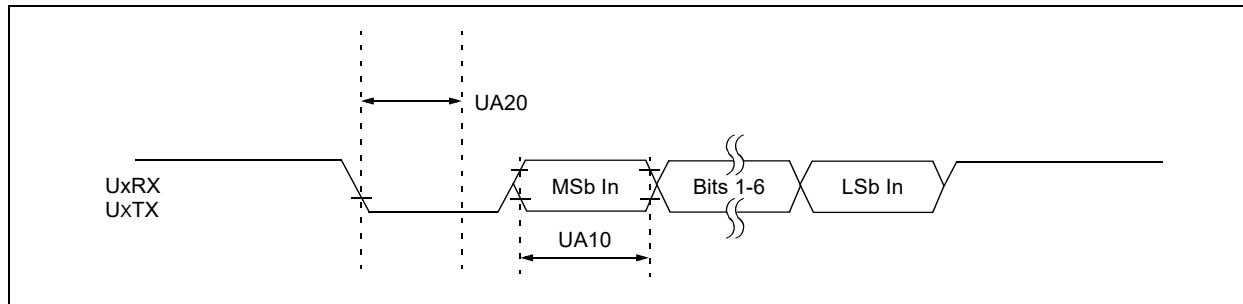 UA20
UxRX
UxTX
MSb In
Bits 1-6
LSb In
UA10